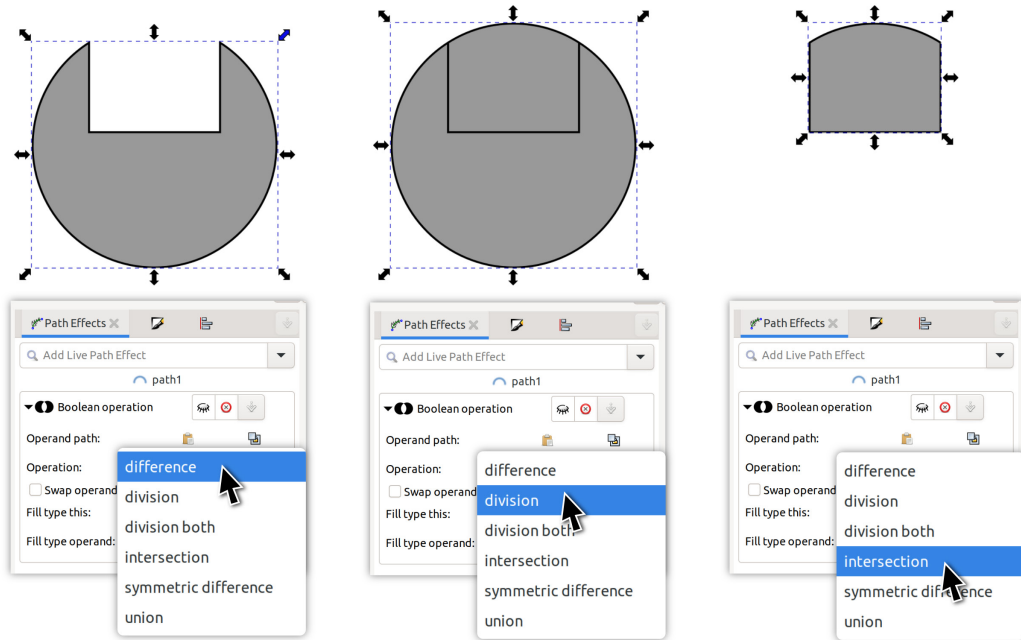 Path Effects
Add Live Path Effect
path1
Boolean operation
Operand path:
Operation:
Swap operand
Fill type this:
Fill type operand:
difference
division
division both
intersection
symmetric difference
union
Path Effects
Add Live Path Effect
path1
Boolean operation
Operand path:
Operation:
Swap operand
Fill type this:
Fill type operand:
difference
division
division both
intersection
symmetric difference
union
Path Effects
Add Live Path Effect
path1
Boolean operation
Operand path:
Operation:
Swap operand
Fill type this:
Fill type operand:
difference
division
division both
intersection
symmetric difference
union